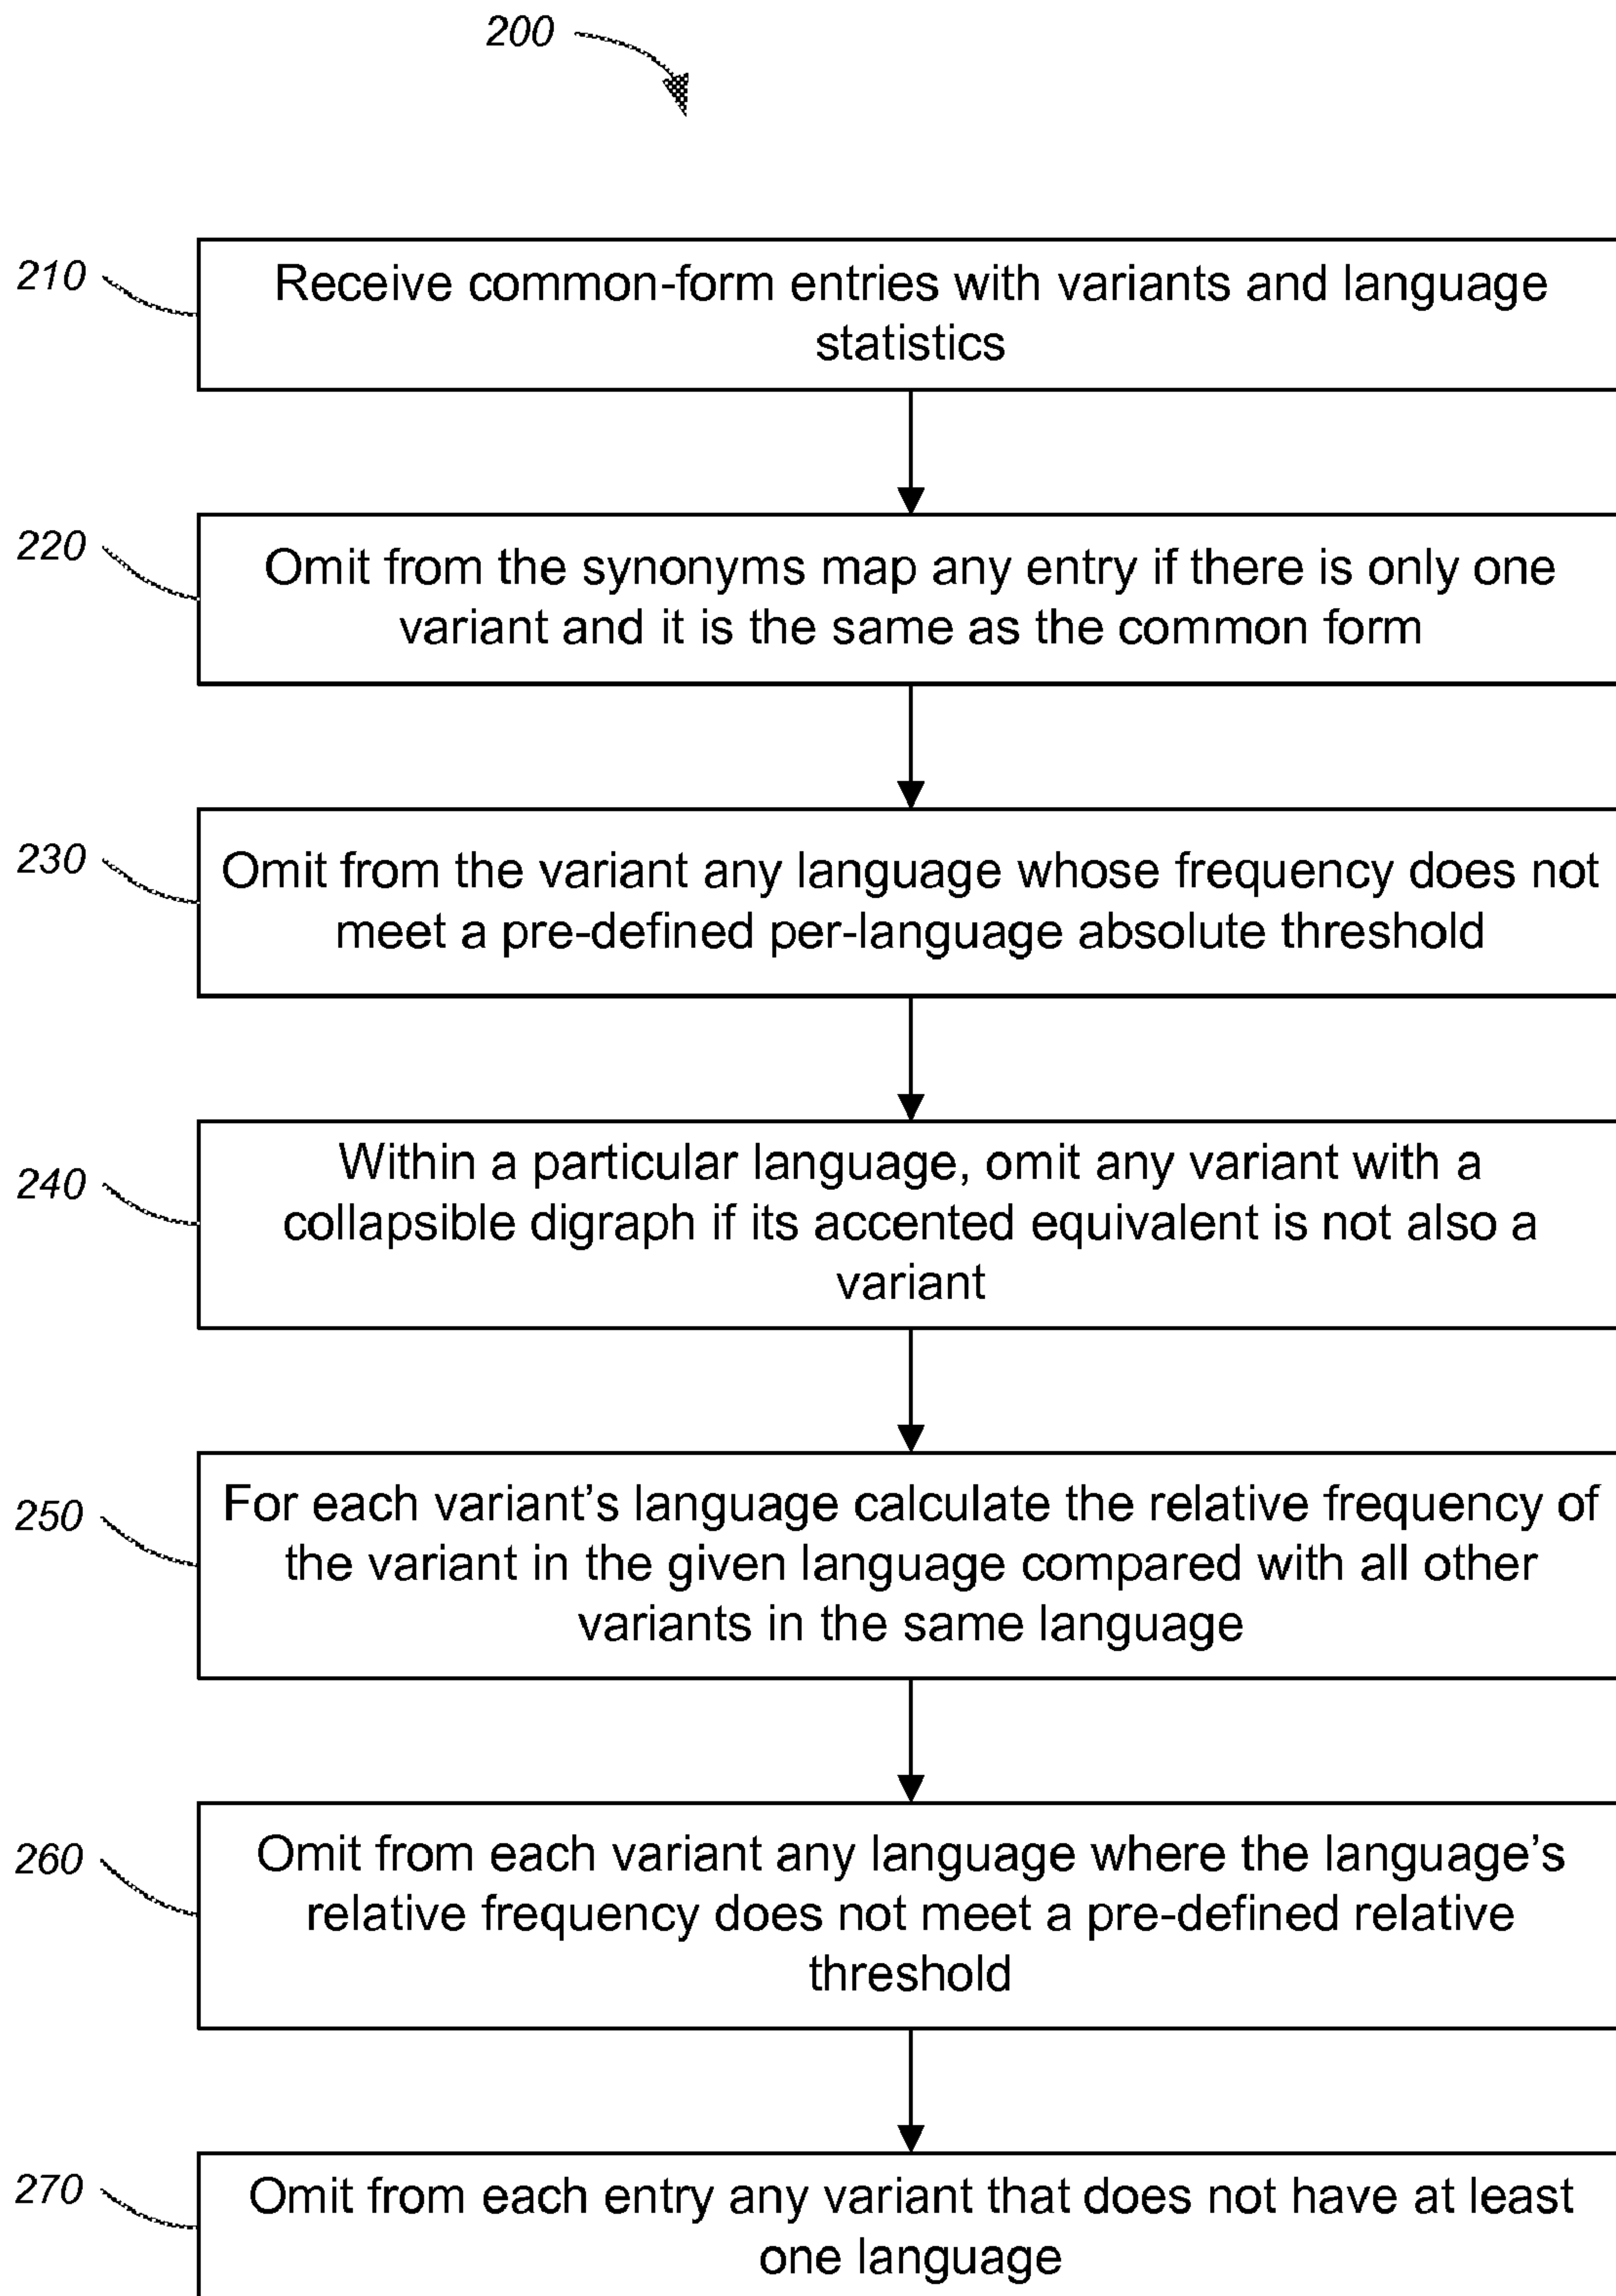 200
210
Receive common-form entries with variants and language
statistics
220
Omit from the synonyms map any entry if there is only one
variant and it is the same as the common form
230
Omit from the variant any language whose frequency does not
meet a pre-defined per-language absolute threshold
240
Within a particular language, omit any variant with a
collapsible digraph if its accented equivalent is not also a
variant
250
For each variant’s language calculate the relative frequency of
the variant in the given language compared with all other
variants in the same language
260
Omit from each variant any language where the language’s
relative frequency does not meet a pre-defined relative
threshold
270
Omit from each entry any variant that does not have at least
one language